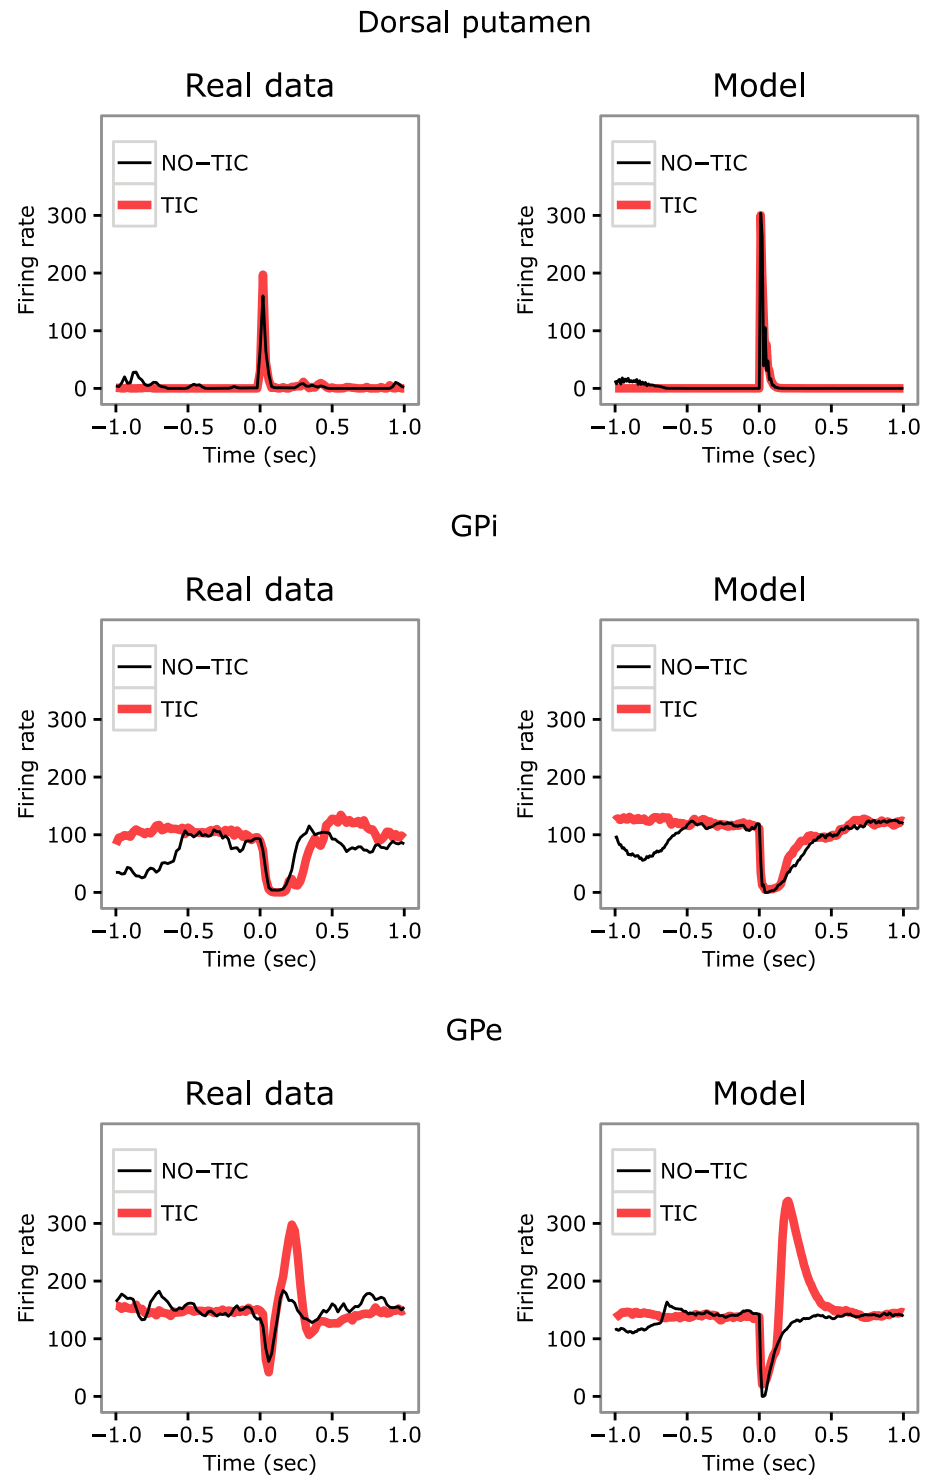 Dorsal putamen
Real data
Model
NO−TIC
TIC
Firing rate
300
200
100
0
−1.0 −0.5 0.0 0.5 1.0
Time (sec)
NO−TIC
TIC
Firing rate
300
200
100
0
−1.0 −0.5 0.0 0.5 1.0
Time (sec)
GPi
Real data
Model
NO−TIC
TIC
Firing rate
300
200
100
0
−1.0 −0.5 0.0 0.5 1.0
Time (sec)
NO−TIC
TIC
Firing rate
300
200
100
0
−1.0 −0.5 0.0 0.5 1.0
Time (sec)
GPe
Real data
Model
NO−TIC
TIC
Firing rate
300
200
100
0
−1.0 −0.5 0.0 0.5 1.0
Time (sec)
NO−TIC
TIC
Firing rate
300
200
100
0
−1.0 −0.5 0.0 0.5 1.0
Time (sec)